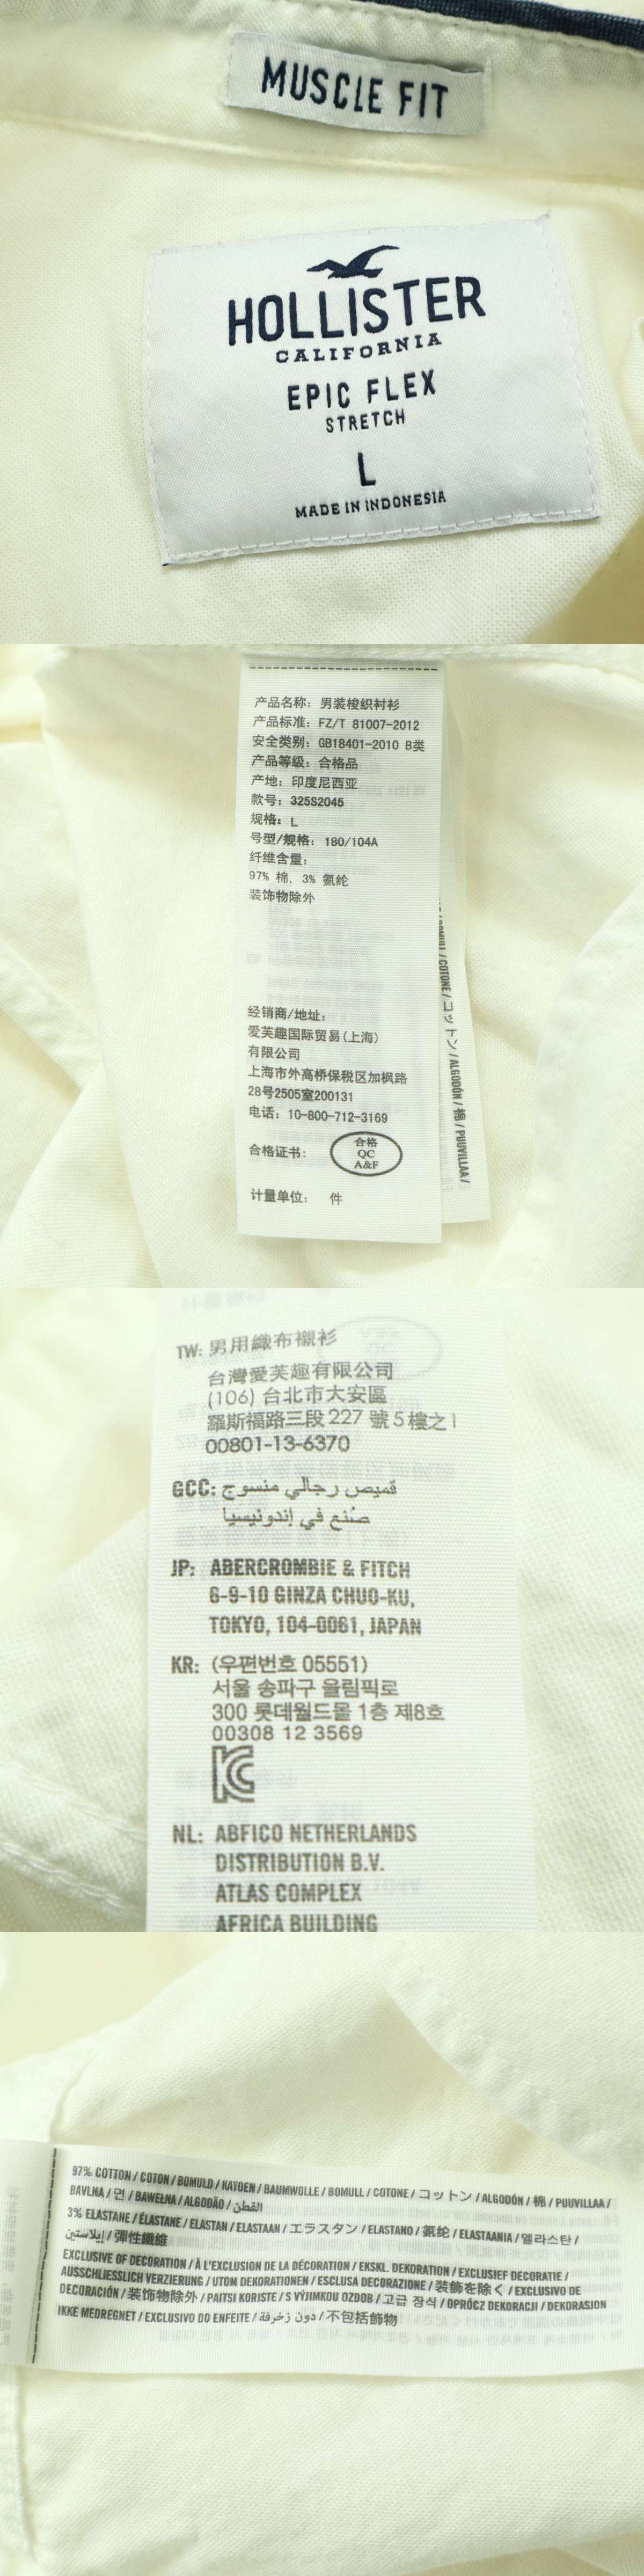 MUSCLE FIT
HOLLISTER
CALIFORNIA
EPIC FLEX
STRETCH
L
MADE IN INDONESIA
产品名称: 男装梭织衬衫
产品标准: FZ/T 81007-2012
安全类别: GB18401-2010 B类
产品等级: 合格品
产地: 印度尼西亚
款号: 325S2045
规格: L
号型/规格: 180/104A
纤维含量:
97% 棉, 3% 氨纶
装饰物除外
经销商/地址:
爱芙趣国际贸易(上海)
有限公司
上海市外高桥保税区加枫路
28号2505室200131
电话: 10-800-712-3169
合格证书:
合格
QC
A&F
计量单位: 件
/ COTONE / コットン / ALGODÓN / 棉 / PUUVILLAA /
TW: 男用織布襯衫
台灣愛芙趣有限公司
(106) 台北市大安區
羅斯福路三段 227 號 5 樓之1
00801-13-6370
GCC: قميص رجالي منسوج
صُنع في إندونيسيا
JP: ABERCROMBIE & FITCH
6-9-10 GINZA CHUO-KU,
TOKYO, 104-0061, JAPAN
KR: (우편번호 05551)
서울 송파구 올림픽로
300 롯데월드몰 1층 제8호
00308 12 3569
NL: ABFICO NETHERLANDS
DISTRIBUTION B.V.
ATLAS COMPLEX
AFRICA BUILDING
97% COTTON / COTON / BOMULD / KATOEN / BAUMWOLLE / BOMULL / COTONE / コットン / ALGODÓN / 棉 / PUUVILLAA /
BAVLNA / 면 / BAWEŁNA / ALGODÃO / القطن
3% ELASTANE / ÉLASTANE / ELASTAN / ELASTAAN / エラスタン / ELASTANO / 氨纶 / ELASTAANIA / 엘라스탄 /
إيلاستين / 彈性纖維
EXCLUSIVE OF DECORATION / À L'EXCLUSION DE LA DÉCORATION / EKSKL. DEKORATION / EXCLUSIEF DECORATIE /
AUSSCHLIESSLICH VERZIERUNG / UTOM DEKORATIONEN / ESCLUSA DECORAZIONE / 装飾を除く / EXCLUSIVO DE
DECORACIÓN / 装饰物除外 / PAITSI KORISTE / S VÝJIMKOU OZDOB / 고급 장식 / OPRÓCZ DEKORACJI / DEKORASJON
IKKE MEDREGNET / EXCLUSIVO DO ENFEITE / دون زخرفة / 不包括飾物